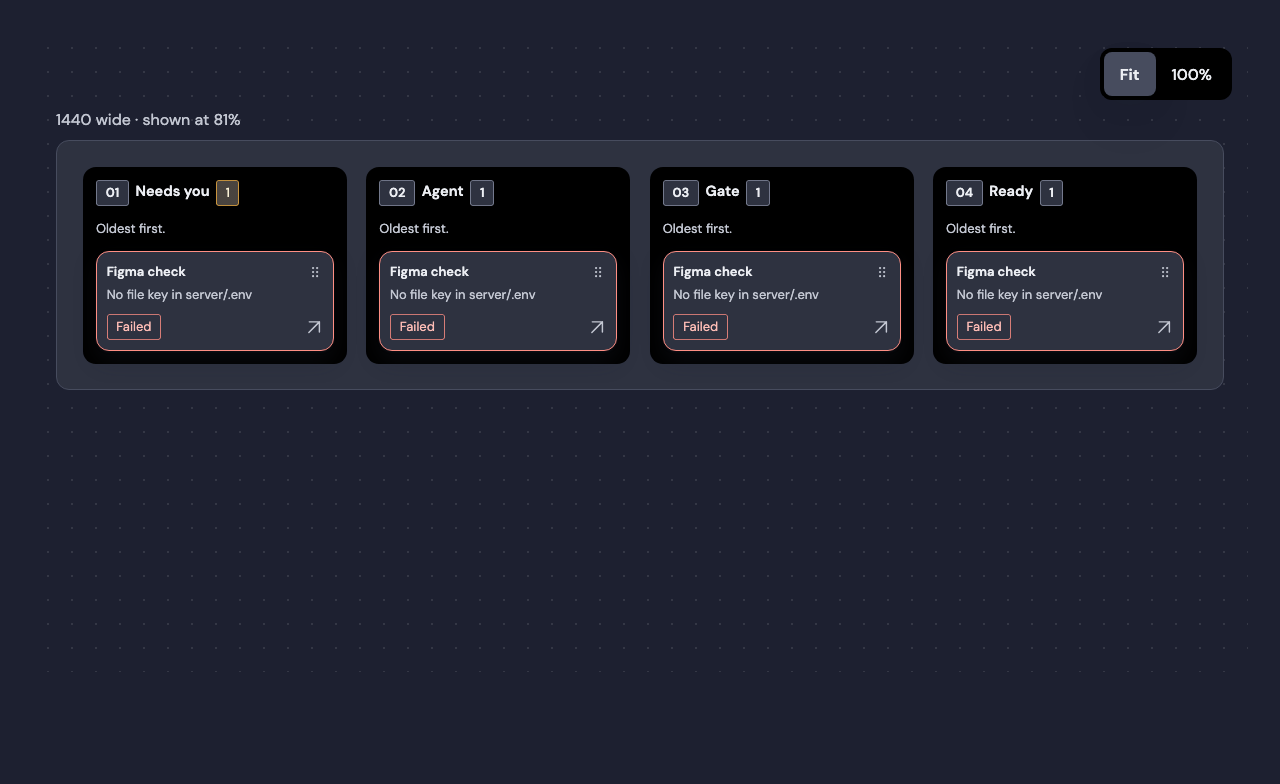 Fit 100%
1440 wide · shown at 81%
01 Needs you 1
Oldest first.
Figma check
No file key in server/.env
Failed
02 Agent 1
Oldest first.
Figma check
No file key in server/.env
Failed
03 Gate 1
Oldest first.
Figma check
No file key in server/.env
Failed
04 Ready 1
Oldest first.
Figma check
No file key in server/.env
Failed